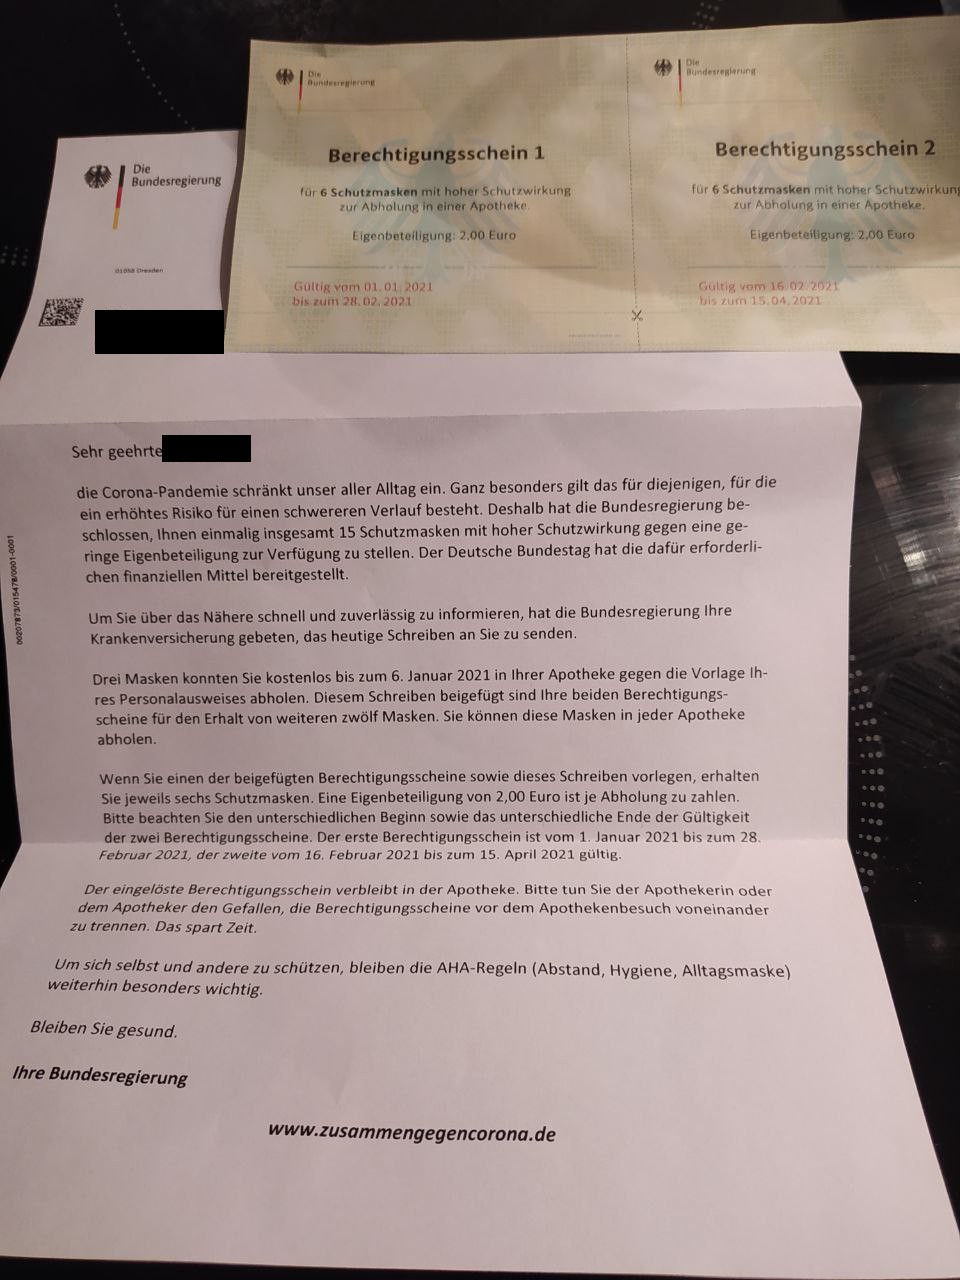 Die
Bundesregierung
Berechtigungsschein 1
für 6 Schutzmasken mit hoher Schutzwirkung
zur Abholung in einer Apotheke.
Eigenbeteiligung: 2,00 Euro
Gültig vom 01.01.2021
bis zum 28.02.2021
Die
Bundesregierung
Berechtigungsschein 2
für 6 Schutzmasken mit hoher Schutzwirkung
zur Abholung in einer Apotheke.
Eigenbeteiligung: 2,00 Euro
Gültig vom 16.02.2021
bis zum 15.04.2021
Die
Bundesregierung
01058 Dresden
Sehr geehrte
die Corona-Pandemie schränkt unser aller Alltag ein. Ganz besonders gilt das für diejenigen, für die
ein erhöhtes Risiko für einen schwereren Verlauf besteht. Deshalb hat die Bundesregierung be-
schlossen, Ihnen einmalig insgesamt 15 Schutzmasken mit hoher Schutzwirkung gegen eine ge-
ringe Eigenbeteiligung zur Verfügung zu stellen. Der Deutsche Bundestag hat die dafür erforderli-
chen finanziellen Mittel bereitgestellt.
Um Sie über das Nähere schnell und zuverlässig zu informieren, hat die Bundesregierung Ihre
Krankenversicherung gebeten, das heutige Schreiben an Sie zu senden.
Drei Masken konnten Sie kostenlos bis zum 6. Januar 2021 in Ihrer Apotheke gegen die Vorlage Ih-
res Personalausweises abholen. Diesem Schreiben beigefügt sind Ihre beiden Berechtigungs-
scheine für den Erhalt von weiteren zwölf Masken. Sie können diese Masken in jeder Apotheke
abholen.
Wenn Sie einen der beigefügten Berechtigungsscheine sowie dieses Schreiben vorlegen, erhalten
Sie jeweils sechs Schutzmasken. Eine Eigenbeteiligung von 2,00 Euro ist je Abholung zu zahlen.
Bitte beachten Sie den unterschiedlichen Beginn sowie das unterschiedliche Ende der Gültigkeit
der zwei Berechtigungsscheine. Der erste Berechtigungsschein ist vom 1. Januar 2021 bis zum 28.
Februar 2021, der zweite vom 16. Februar 2021 bis zum 15. April 2021 gültig.
Der eingelöste Berechtigungsschein verbleibt in der Apotheke. Bitte tun Sie der Apothekerin oder
dem Apotheker den Gefallen, die Berechtigungsscheine vor dem Apothekenbesuch voneinander
zu trennen. Das spart Zeit.
Um sich selbst und andere zu schützen, bleiben die AHA-Regeln (Abstand, Hygiene, Alltagsmaske)
weiterhin besonders wichtig.
Bleiben Sie gesund.
Ihre Bundesregierung
www.zusammengegencorona.de
00207873/015478/0001-0001